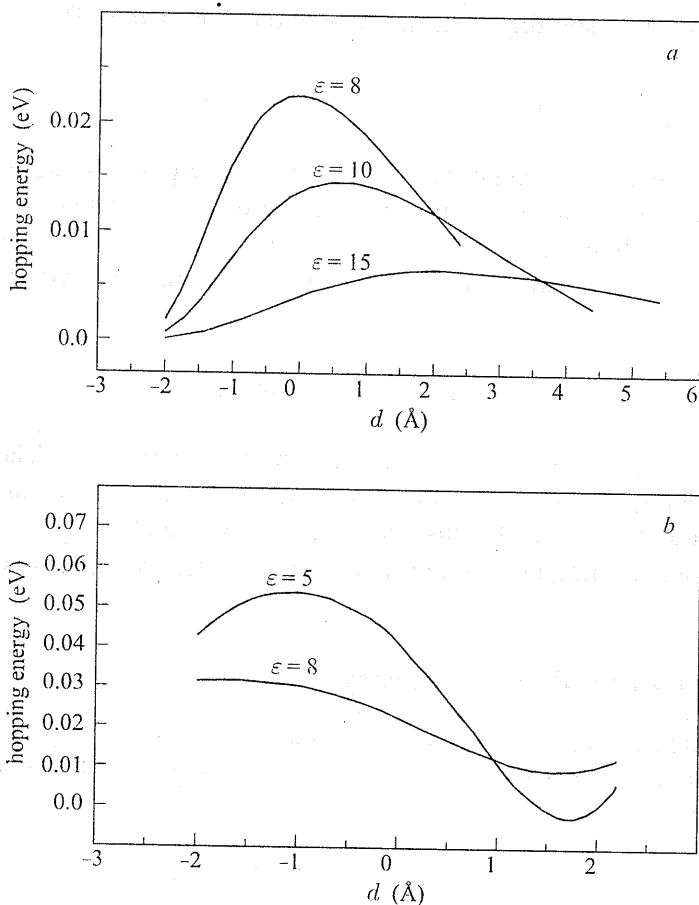 a
hopping energy (eV)
0.02
0.01
0.0
ε = 8
ε = 10
ε = 15
−3 −2 −1 0 1 2 3 4 5 6
d (Å)
b
hopping energy (eV)
0.07
0.06
0.05
0.04
0.03
0.02
0.01
0.0
ε = 5
ε = 8
−3 −2 −1 0 1 2
d (Å)